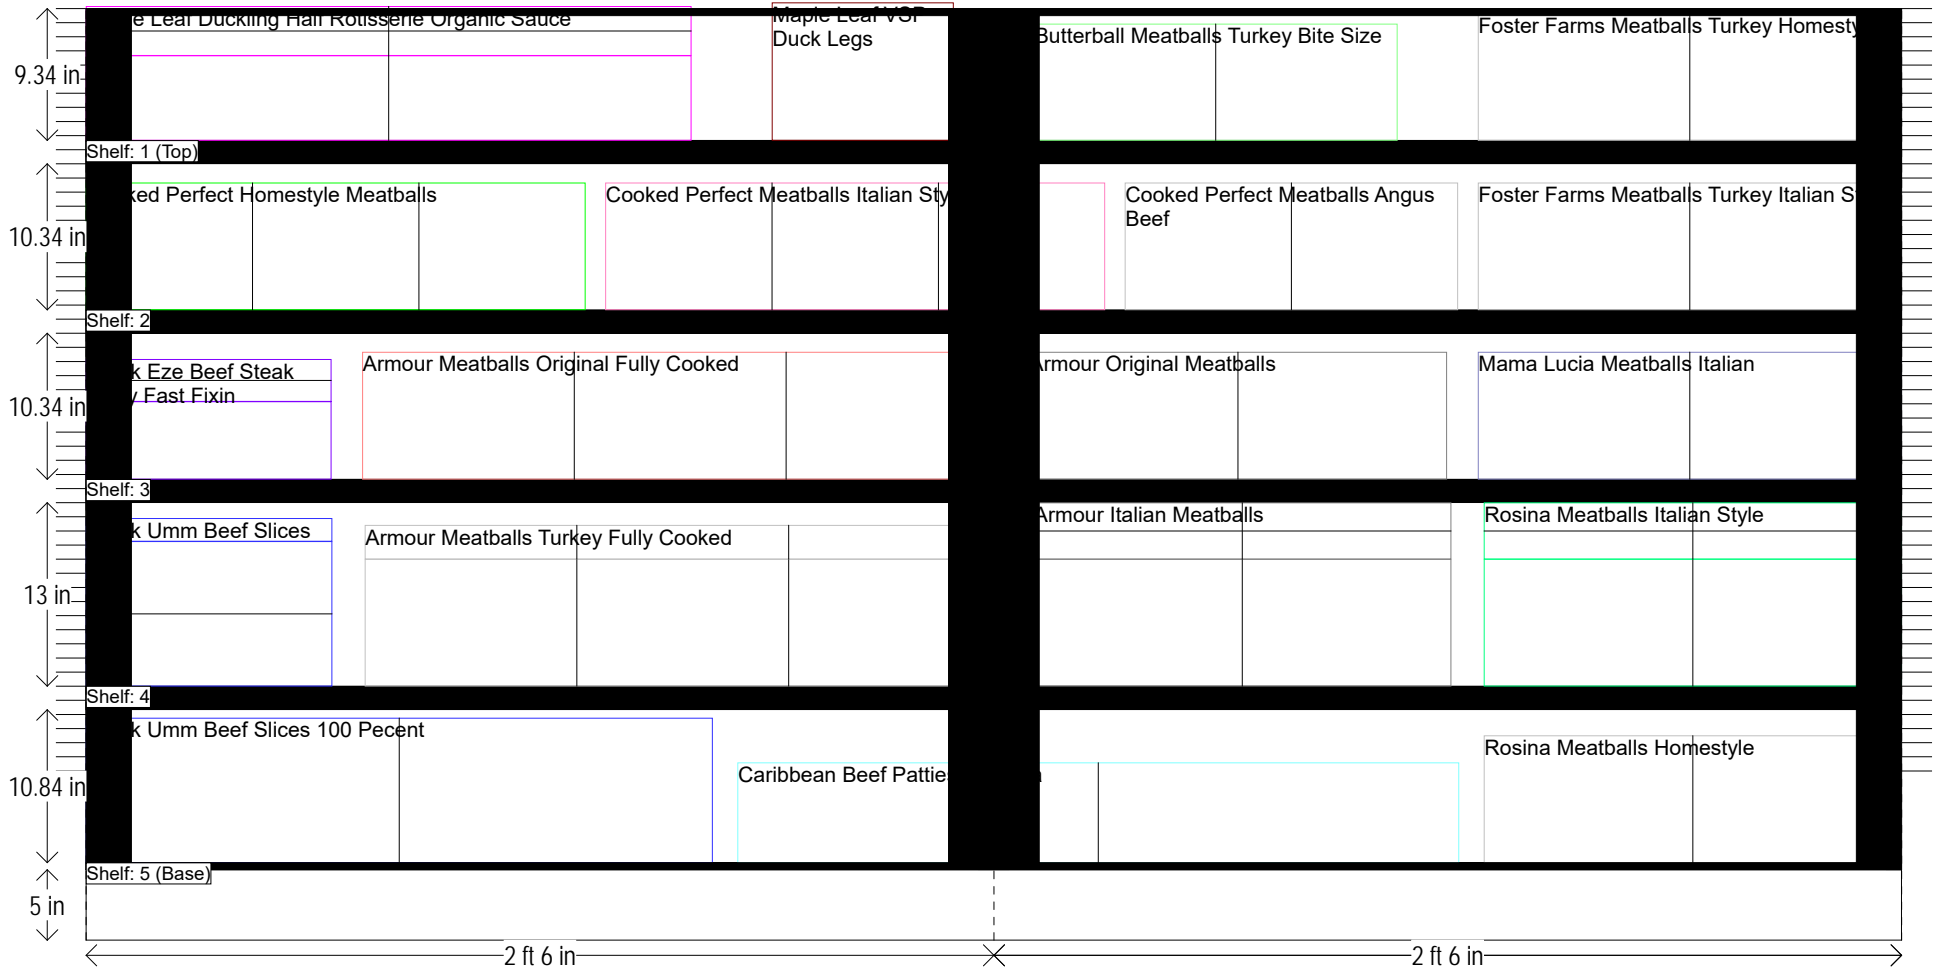 Leaf Duckling Half Rotisserie Organic Sauce
Maple Leaf VSP
Duck Legs
Butterball Meatballs Turkey Bite Size
Foster Farms Meatballs Turkey
9.34 in
Shelf: 1 (Top)
Perfect Homestyle Meatballs
Cooked Perfect Meatballs Italian
Cooked Perfect Meatballs Angus
Beef
Foster Farms Meatballs Turkey Italian
10.34 in
Shelf: 2
Eze Beef Steak
Fast Fixin
Armour Meatballs Original Fully Cooked
Armour Original Meatballs
Mama Lucia Meatballs Italian
10.34 in
Shelf: 3
Umm Beef Slices
Armour Meatballs Turkey Fully Cooked
Armour Italian Meatballs
Rosina Meatballs Italian Style
13 in
Shelf: 4
Umm Beef Slices 100 Pecent
Caribbean Beef Patties
Rosina Meatballs Homestyle
10.84 in
Shelf: 5 (Base)
5 in
2 ft 6 in
2 ft 6 in